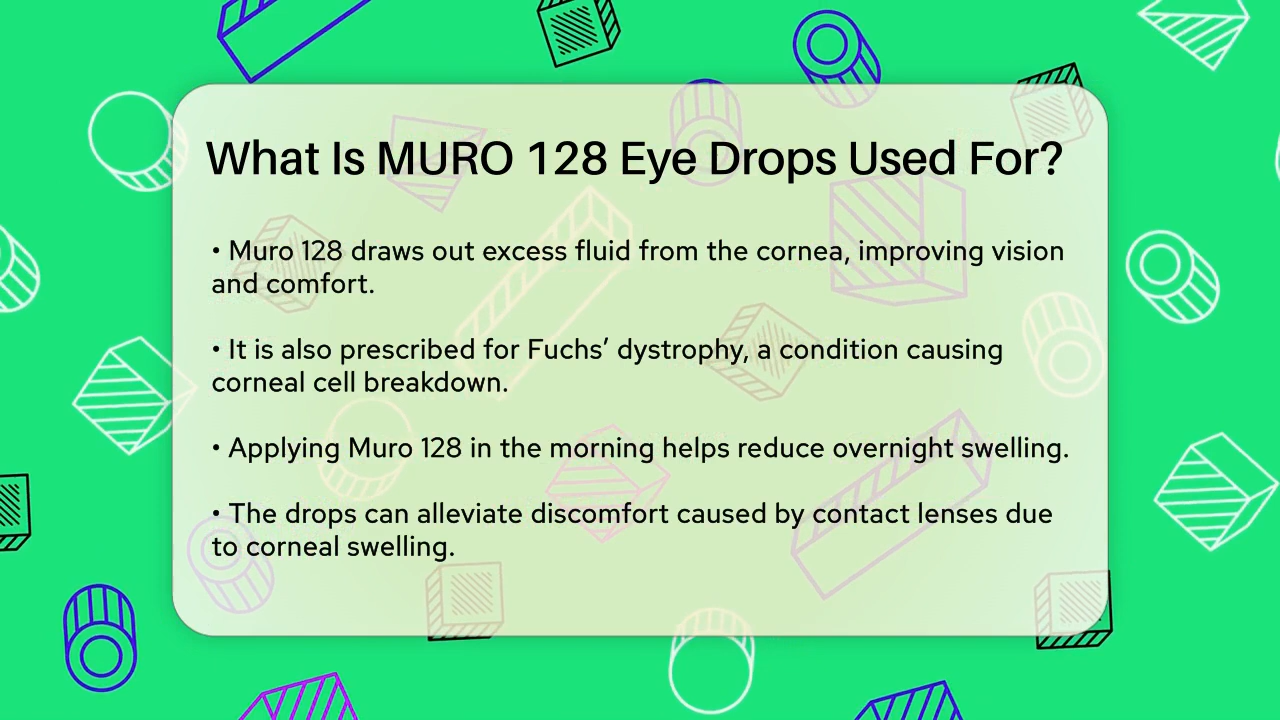 What Is MURO 128 Eye Drops Used For?
• Muro 128 draws out excess fluid from the cornea, improving vision
and comfort.
• It is also prescribed for Fuchs’ dystrophy, a condition causing
corneal cell breakdown.
• Applying Muro 128 in the morning helps reduce overnight swelling.
• The drops can alleviate discomfort caused by contact lenses due
to corneal swelling.